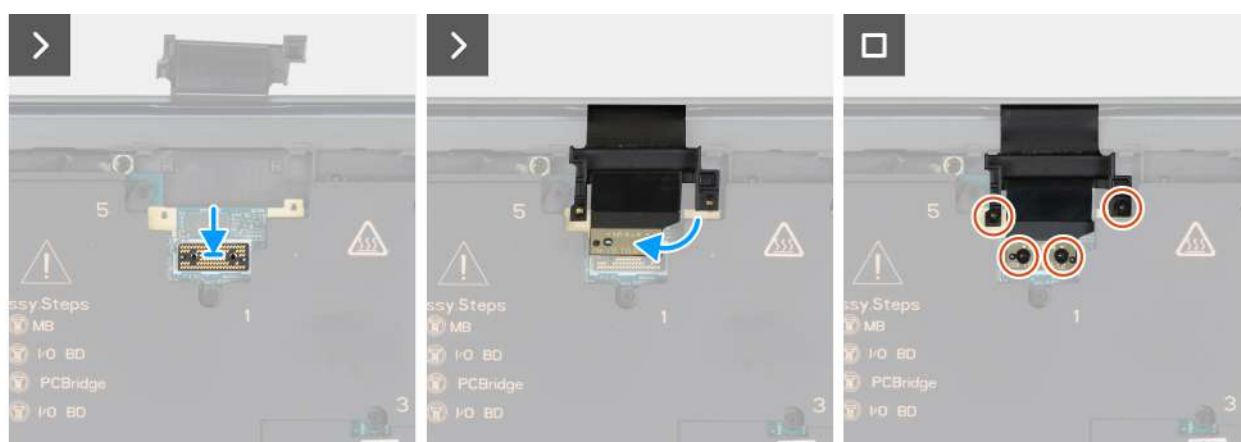 5
1
ssy.Steps
MB
I/O BD
PCBridge
I/O BD
3
5
1
ssy.Steps
MB
I/O BD
PCBridge
I/O BD
3
5
1
ssy.Steps
MB
I/O BD
PCBridge
I/O BD
3